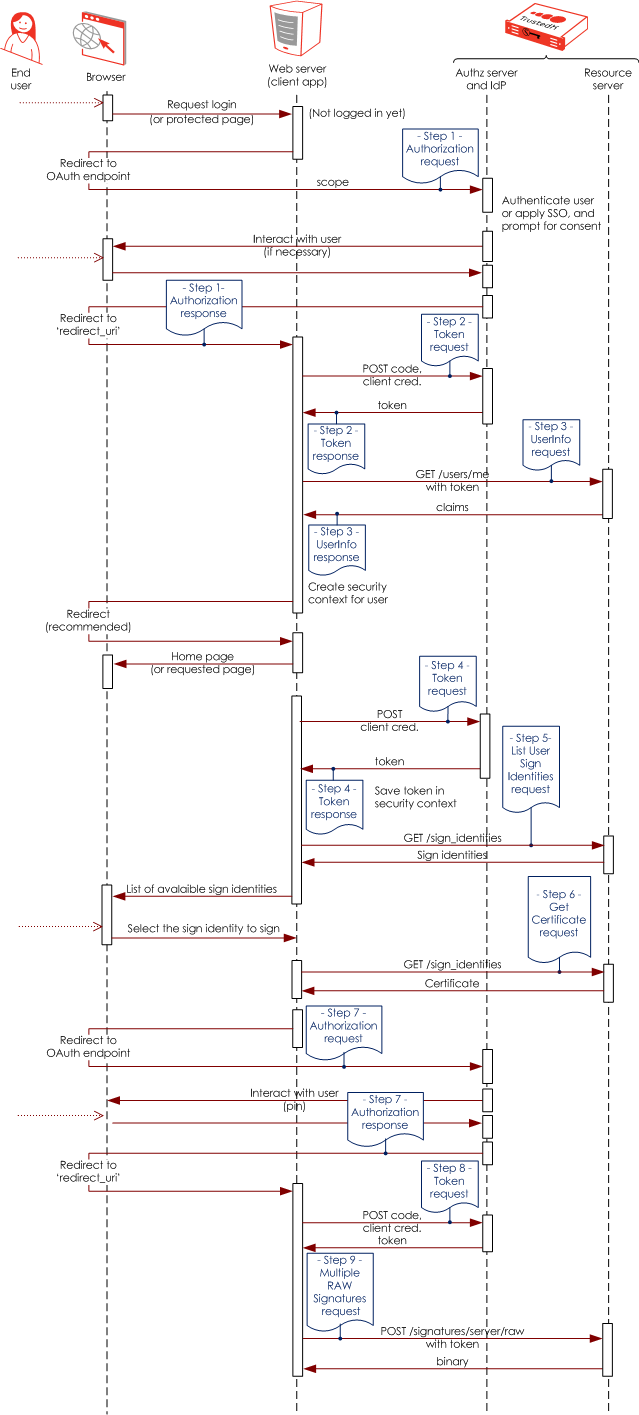 TrustedX
End
user
Browser
Web server
(client app)
Authz server
and IdP
Resource
server
Request login
(or protected page)
(Not logged in yet)
- Step 1 -
Authorization
request
Redirect to
OAuth endpoint
scope
Authenticate user
or apply SSO, and
prompt for consent
Interact with user
(if necessary)
- Step 1-
Authorization
response
Redirect to
‘redirect_uri’
- Step 2 -
Token
request
POST code,
client cred.
token
- Step 2 -
Token
response
- Step 3 -
UserInfo
request
GET /users/me
with token
claims
- Step 3 -
UserInfo
response
Create security
context for user
Redirect
(recommended)
Home page
(or requested page)
- Step 4 -
Token
request
POST
client cred.
- Step 5-
List User
Sign
Identities
request
token
- Step 4 -
Token
response
Save token in
security context
GET /sign_identities
Sign identities
List of avalaible sign identities
- Step 6 -
Get
Certificate
request
Select the sign identity to sign
GET /sign_identities
Certificate
- Step 7 -
Authorization
request
Redirect to
OAuth endpoint
Interact with user
(pin)
- Step 7 -
Authorization
response
Redirect to
‘redirect_uri’
- Step 8 -
Token
request
POST code,
client cred.
token
- Step 9 -
Multiple
RAW
Signatures
request
POST /signatures/server/raw
with token
binary